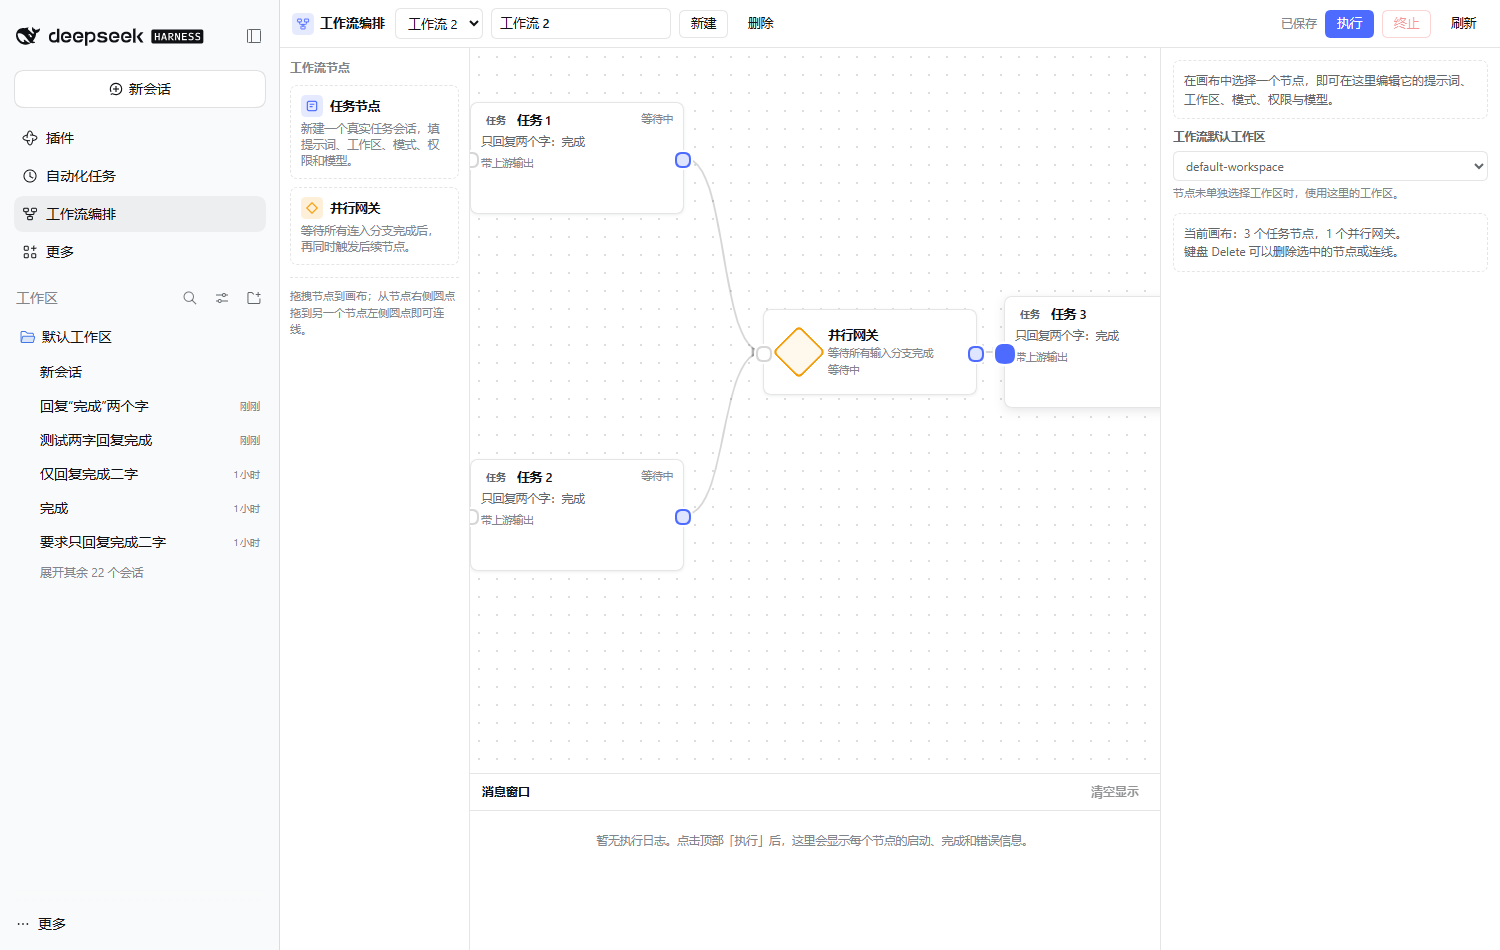 deepseek HARNESS
新会话
插件
自动化任务
工作流编排
更多
工作区
默认工作区
新会话
回复“完成”两个字 刚刚
测试两字回复完成 刚刚
仅回复完成二字 1 小时
完成 1 小时
要求只回复完成二字 1 小时
展开其余 22 个会话
更多
工作流编排 工作流 2 工作流 2 新建 删除 已保存 执行 终止 刷新
工作流节点
任务节点
新建一个真实任务会话，填
提示词、工作区、模式、权
限和模型。
并行网关
等待所有连入分支完成后，
再同时触发后续节点。
拖拽节点到画布；从节点右侧圆点
拖到另一个节点左侧圆点即可连
线。
任务 任务 1 等待中
只回复两个字：完成
带上游输出
并行网关
等待所有输入分支完成
等待中
任务 任务 3
只回复两个字：完成
带上游输出
任务 任务 2 等待中
只回复两个字：完成
带上游输出
消息窗口 清空显示
暂无执行日志。点击顶部「执行」后，这里会显示每个节点的启动、完成和错误信息。
在画布中选择一个节点，即可在这里编辑它的提示词、
工作区、模式、权限与模型。
工作流默认工作区
default-workspace
节点未单独选择工作区时，使用这里的工作区。
当前画布：3 个任务节点，1 个并行网关。
键盘 Delete 可以删除选中的节点或连线。